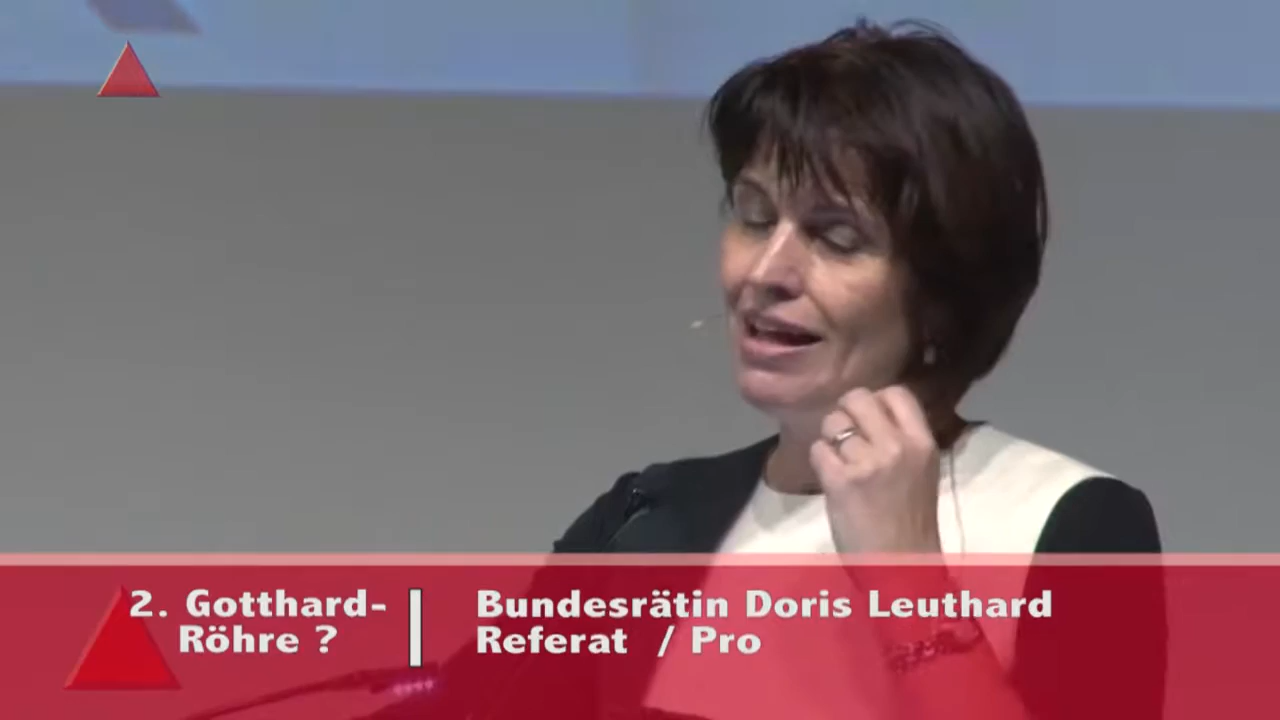 2. Gotthard-
Röhre ?
Bundesrätin Doris Leuthard
Referat / Pro